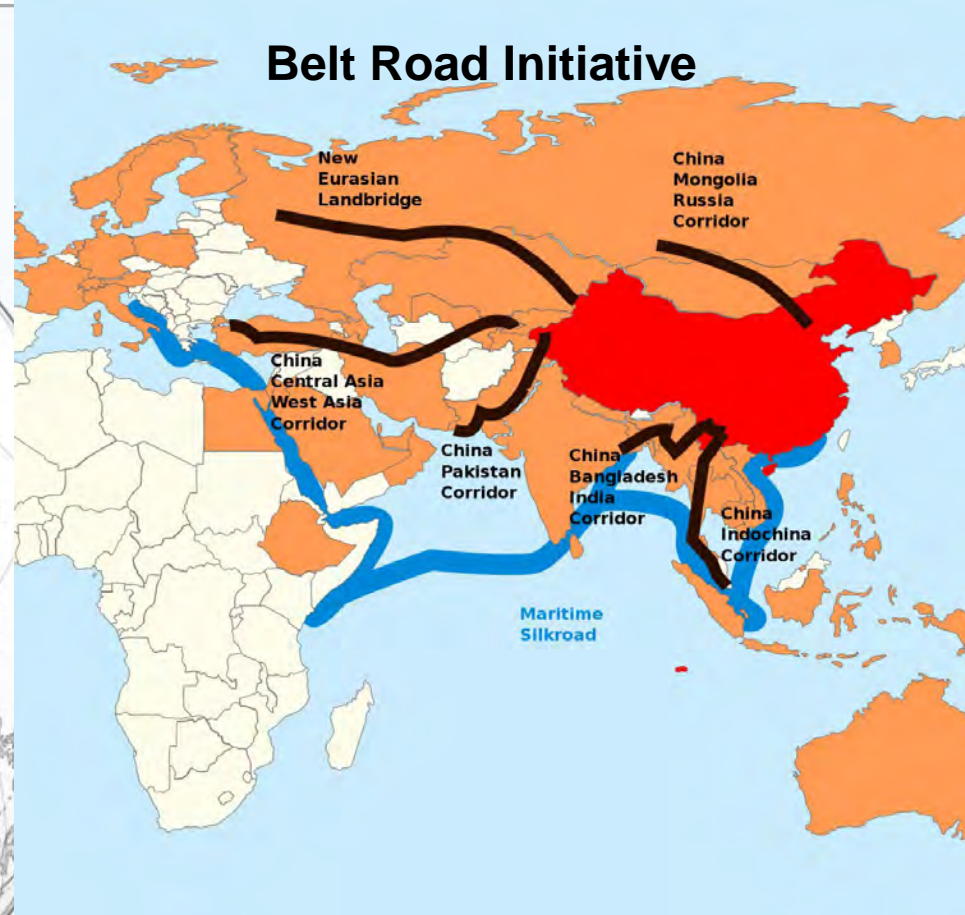 Belt Road Initiative
New
Eurasian
Landbridge
China
Mongolia
Russia
Corridor
China
Central Asia
West Asia
Corridor
China
Pakistan
Corridor
China
Bangladesh
India
Corridor
China
Indochina
Corridor
Maritime
Silkroad